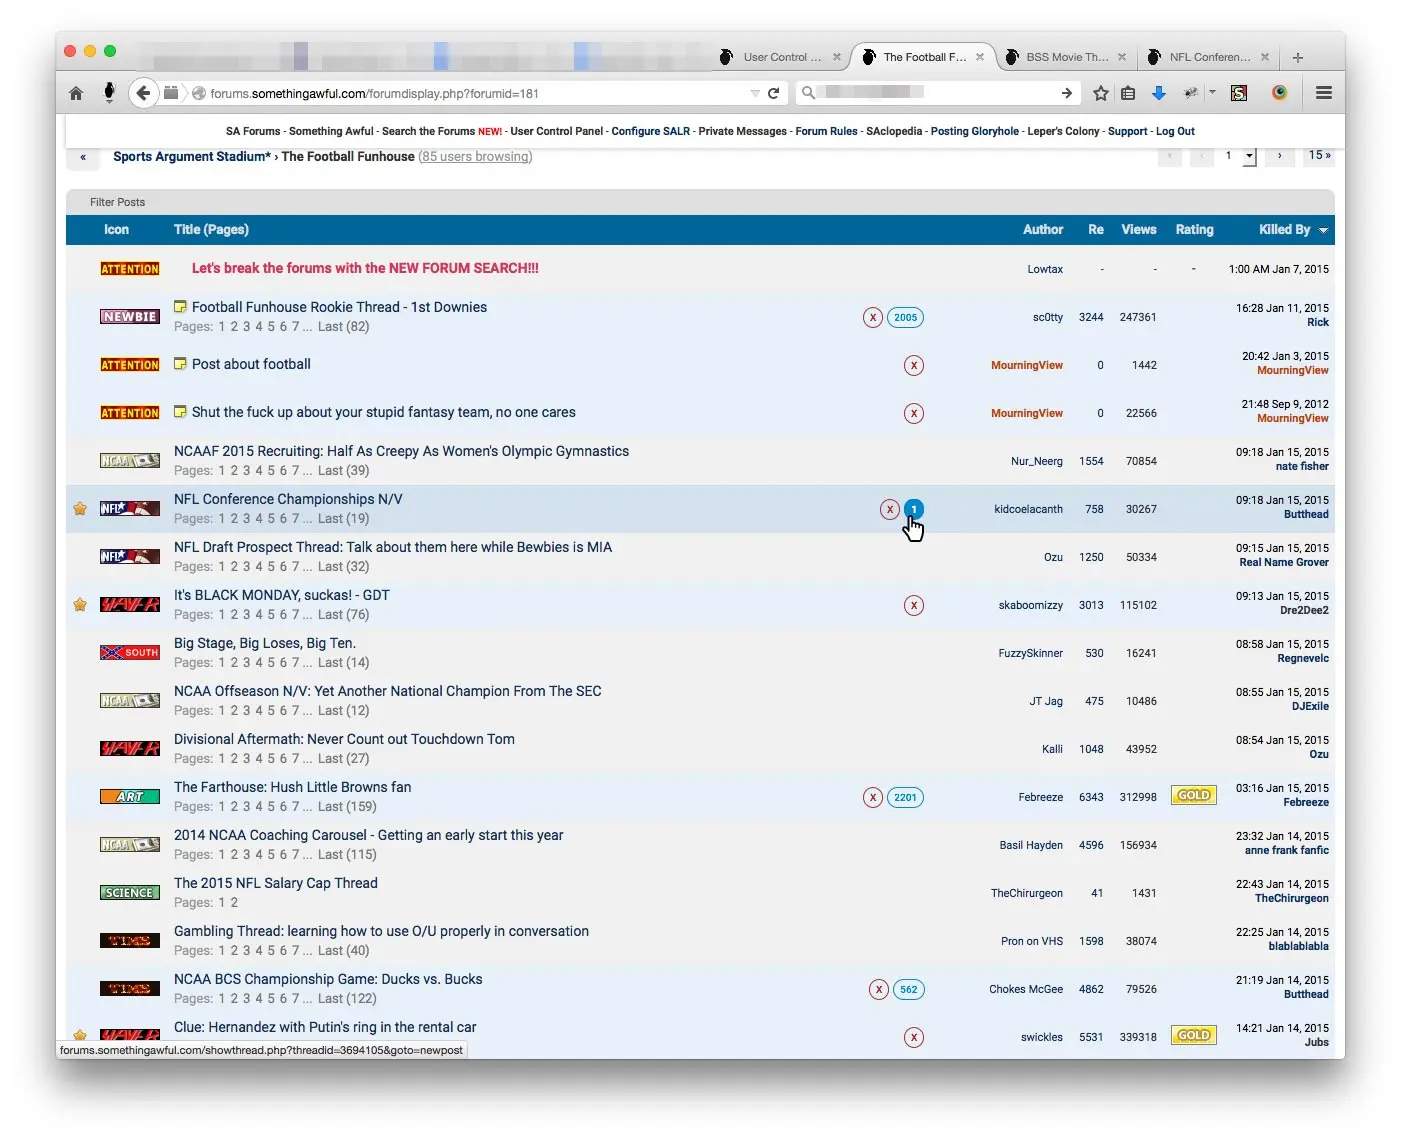 User Control ... ×
The Football F... ×
BSS Movie Th... ×
NFL Conferen... ×
+
forums.somethingawful.com/forumdisplay.php?forumid=181
SA Forums - Something Awful - Search the Forums NEW! - User Control Panel - Configure SALR - Private Messages - Forum Rules - SAclopedia - Posting Gloryhole - Leper's Colony - Support - Log Out
« Sports Argument Stadium* › The Football Funhouse (85 users browsing) ‹ ‹ 1 › 15 »
Filter Posts
Icon Title (Pages) Author Re Views Rating Killed By
ATTENTION Let's break the forums with the NEW FORUM SEARCH!!! Lowtax - - - 1:00 AM Jan 7, 2015
NEWBIE Football Funhouse Rookie Thread - 1st Downies X 2005 sc0tty 3244 247361 16:28 Jan 11, 2015
Pages: 1 2 3 4 5 6 7 ... Last (82) Rick
ATTENTION Post about football X MourningView 0 1442 20:42 Jan 3, 2015
MourningView
ATTENTION Shut the fuck up about your stupid fantasy team, no one cares X MourningView 0 22566 21:48 Sep 9, 2012
MourningView
NCAA NCAAF 2015 Recruiting: Half As Creepy As Women's Olympic Gymnastics Nur_Neerg 1554 70854 09:18 Jan 15, 2015
Pages: 1 2 3 4 5 6 7 ... Last (39) nate fisher
NFL NFL Conference Championships N/V X 1 kidcoelacanth 758 30267 09:18 Jan 15, 2015
Pages: 1 2 3 4 5 6 7 ... Last (19) Butthead
NFL NFL Draft Prospect Thread: Talk about them here while Bewbies is MIA Ozu 1250 50334 09:15 Jan 15, 2015
Pages: 1 2 3 4 5 6 7 ... Last (32) Real Name Grover
SLAYER It's BLACK MONDAY, suckas! - GDT X skaboomizzy 3013 115102 09:13 Jan 15, 2015
Pages: 1 2 3 4 5 6 7 ... Last (76) Dre2Dee2
SOUTH Big Stage, Big Loses, Big Ten. FuzzySkinner 530 16241 08:58 Jan 15, 2015
Pages: 1 2 3 4 5 6 7 ... Last (14) Regnevelc
NCAA NCAA Offseason N/V: Yet Another National Champion From The SEC JT Jag 475 10486 08:55 Jan 15, 2015
Pages: 1 2 3 4 5 6 7 ... Last (12) DJExile
SLAYER Divisional Aftermath: Never Count out Touchdown Tom Kalli 1048 43952 08:54 Jan 15, 2015
Pages: 1 2 3 4 5 6 7 ... Last (27) Ozu
ART The Farthouse: Hush Little Browns fan X 2201 Febreeze 6343 312998 GOLD 03:16 Jan 15, 2015
Pages: 1 2 3 4 5 6 7 ... Last (159) Febreeze
NCAA 2014 NCAA Coaching Carousel - Getting an early start this year Basil Hayden 4596 156934 23:32 Jan 14, 2015
Pages: 1 2 3 4 5 6 7 ... Last (115) anne frank fanfic
SCIENCE The 2015 NFL Salary Cap Thread TheChirurgeon 41 1431 22:43 Jan 14, 2015
Pages: 1 2 TheChirurgeon
TIMS Gambling Thread: learning how to use O/U properly in conversation Pron on VHS 1598 38074 22:25 Jan 14, 2015
Pages: 1 2 3 4 5 6 7 ... Last (40) blablablabla
TIMS NCAA BCS Championship Game: Ducks vs. Bucks X 562 Chokes McGee 4862 79526 21:19 Jan 14, 2015
Pages: 1 2 3 4 5 6 7 ... Last (122) Butthead
SLAYER Clue: Hernandez with Putin's ring in the rental car X swickles 5531 339318 GOLD 14:21 Jan 14, 2015
Jubs
forums.somethingawful.com/showthread.php?threadid=3694105&goto=newpost